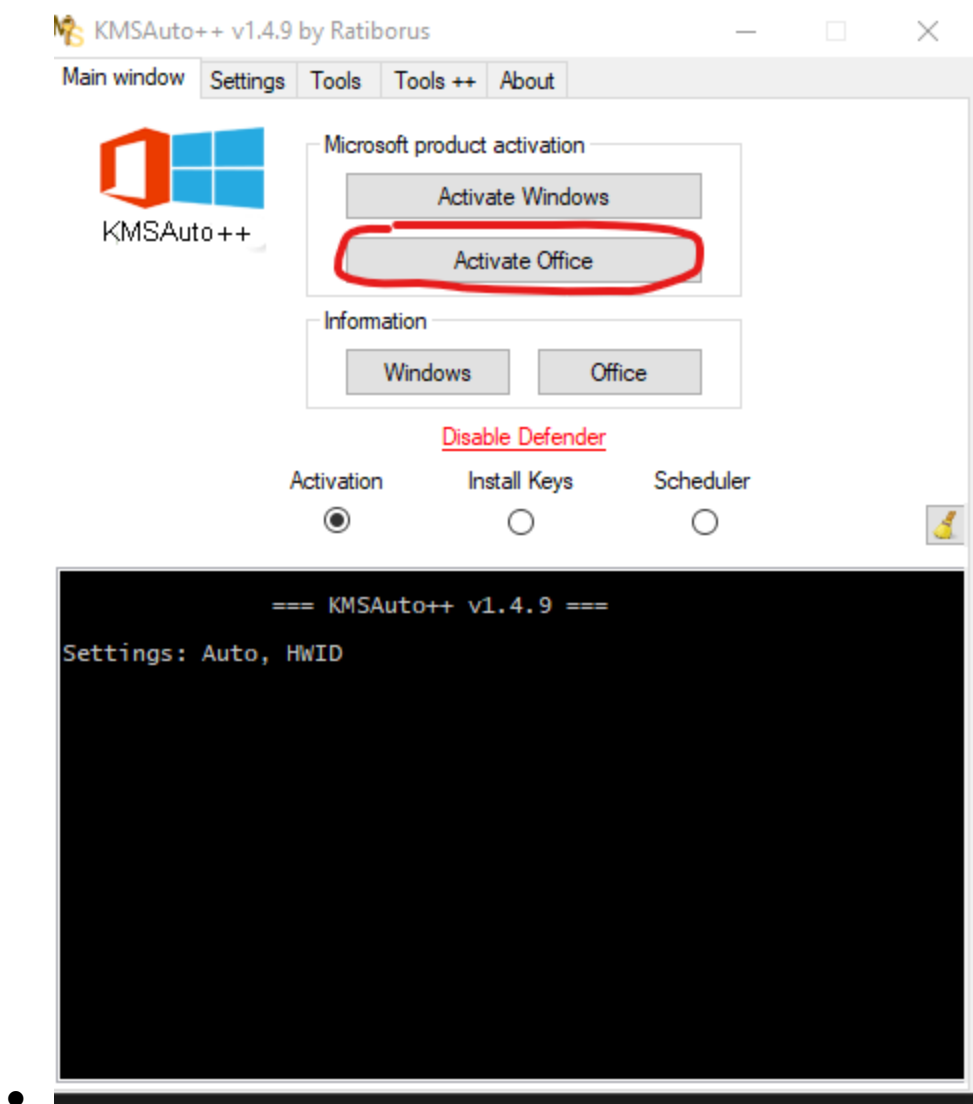 KMSAuto++ v1.4.9 by Ratiborus
Main window Settings Tools Tools ++ About
Microsoft product activation
Activate Windows
KMSAuto++
Activate Office
Information
Windows Office
Disable Defender
Activation Install Keys Scheduler
=== KMSAuto++ v1.4.9 ===
Settings: Auto, HWID